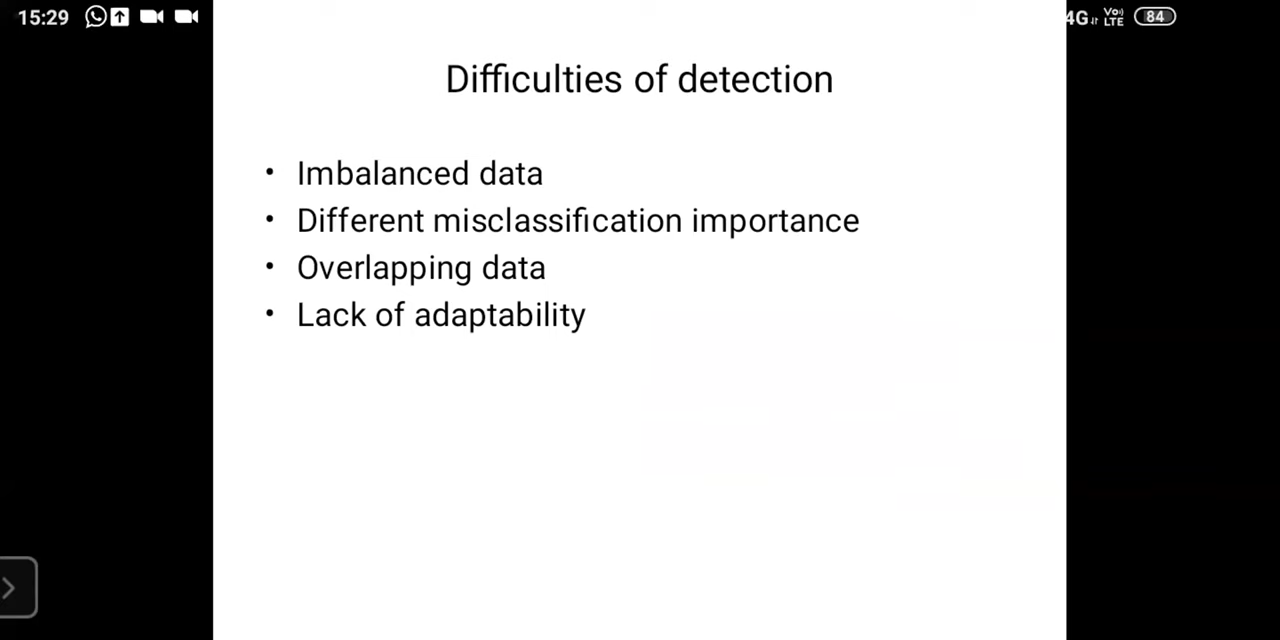 15:29 4G Vo) LTE 84
Difficulties of detection
• Imbalanced data
• Different misclassification importance
• Overlapping data
• Lack of adaptability